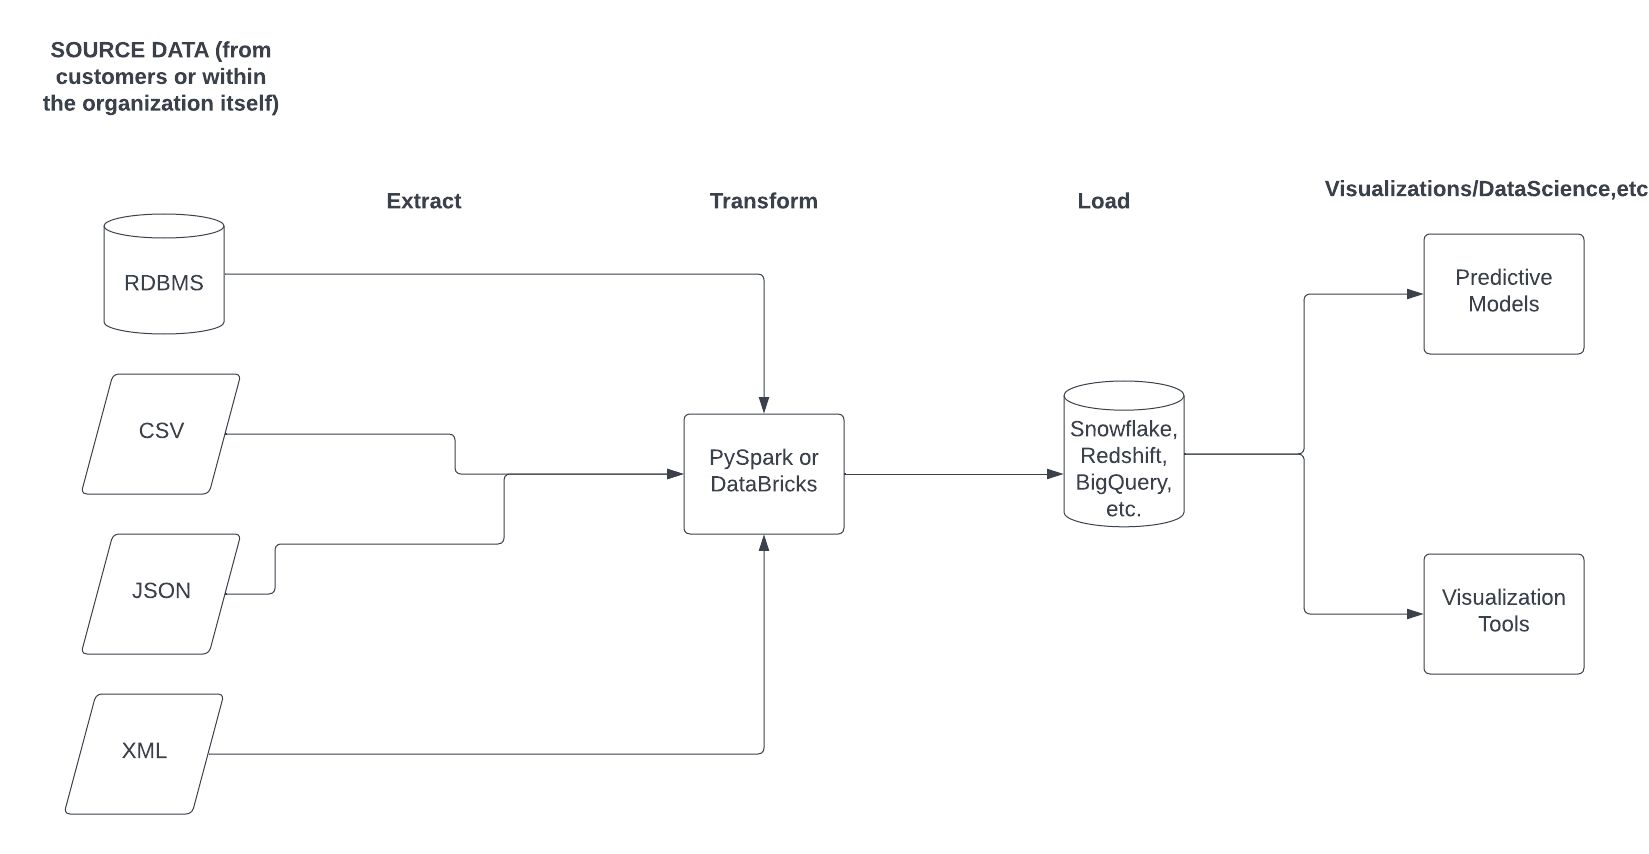 SOURCE DATA (from
customers or within
the organization itself)
Extract
Transform
Load
Visualizations/DataScience,etc
RDBMS
CSV
JSON
XML
PySpark or
DataBricks
Snowflake,
Redshift,
BigQuery,
etc.
Predictive
Models
Visualization
Tools